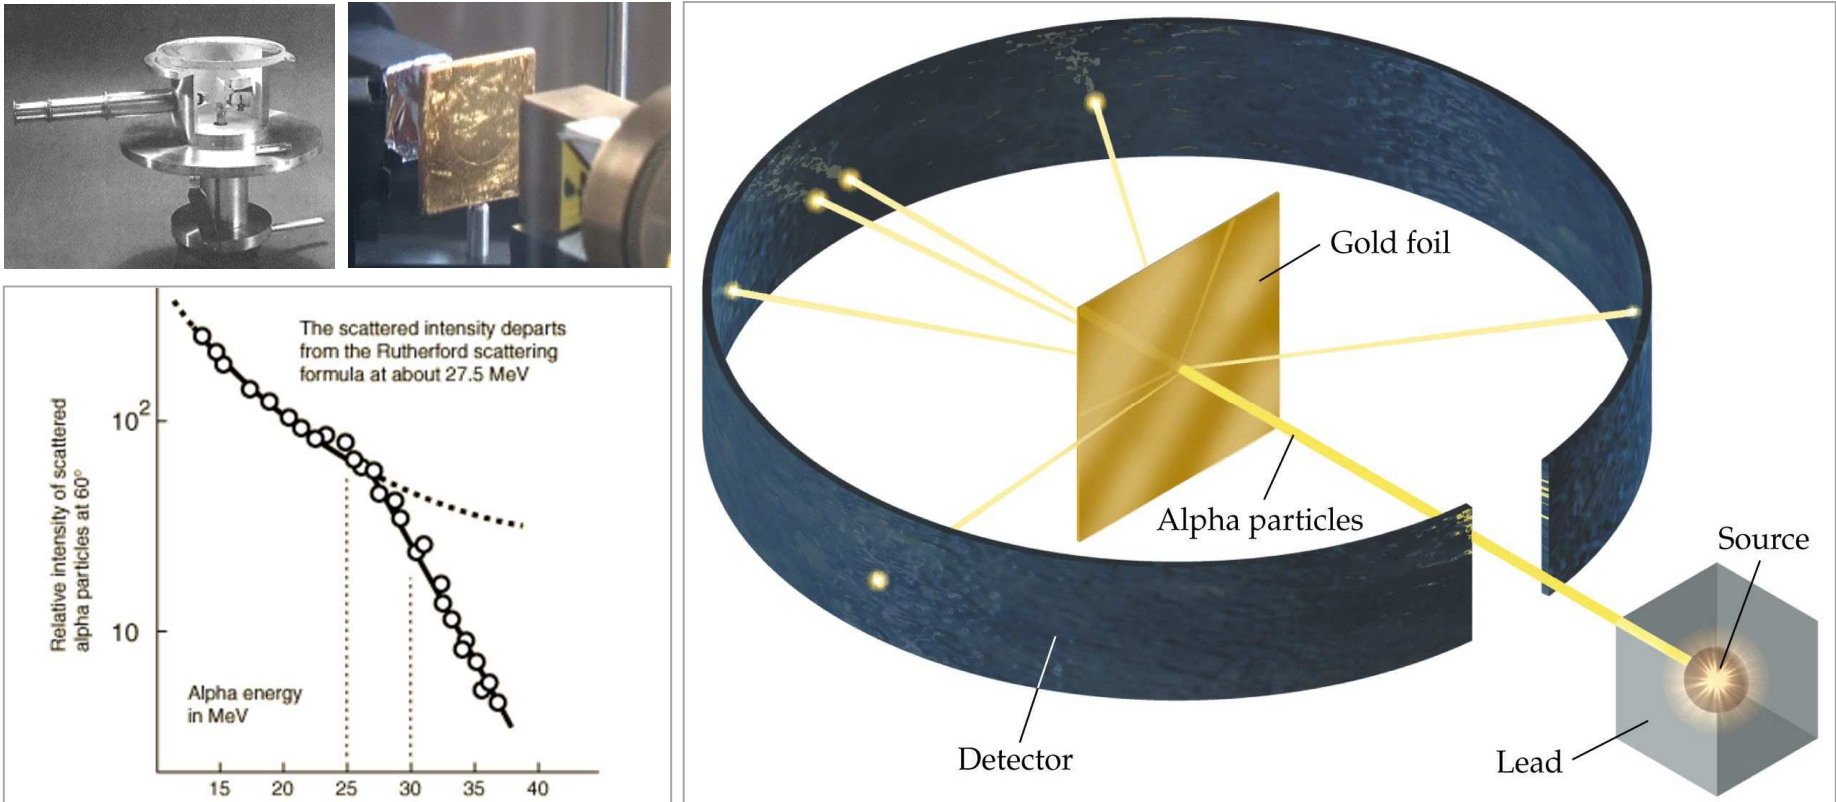 The scattered intensity departs
from the Rutherford scattering
formula at about 27.5 MeV
Relative intensity of scattered
alpha particles at 60°
10²
10
Alpha energy
in MeV
15 20 25 30 35 40
Gold foil
Alpha particles
Source
Detector
Lead